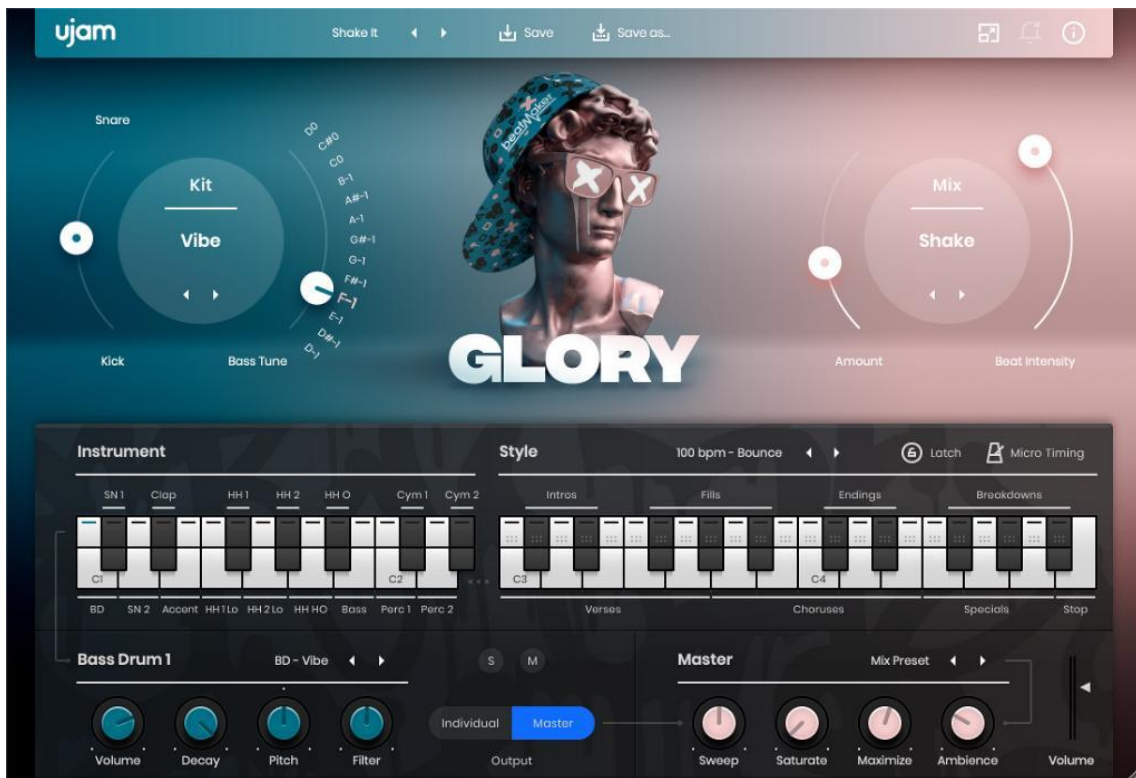 ujam
Shake It
Save
Save as...
Snare
Kit
Vibe
Kick
Bass Tune
D0
C#0
C0
B-1
A#-1
A-1
G#-1
G-1
F#-1
F-1
E-1
D#-1
D-1
beatMaker
GLORY
Mix
Shake
Amount
Beat Intensity
Instrument
SN 1 Clap HH 1 HH 2 HH O Cym 1 Cym 2
C1 C2
BD SN 2 Accent HH 1 Lo HH 2 Lo HH HO Bass Perc 1 Perc 2
Style
100 bpm - Bounce
Latch
Micro Timing
Intros Fills Endings Breakdowns
C3 C4
Verses Choruses Specials Stop
Bass Drum 1
BD - Vibe
S M
Volume Decay Pitch Filter
Individual Master
Output
Master
Mix Preset
Sweep Saturate Maximize Ambience
Volume